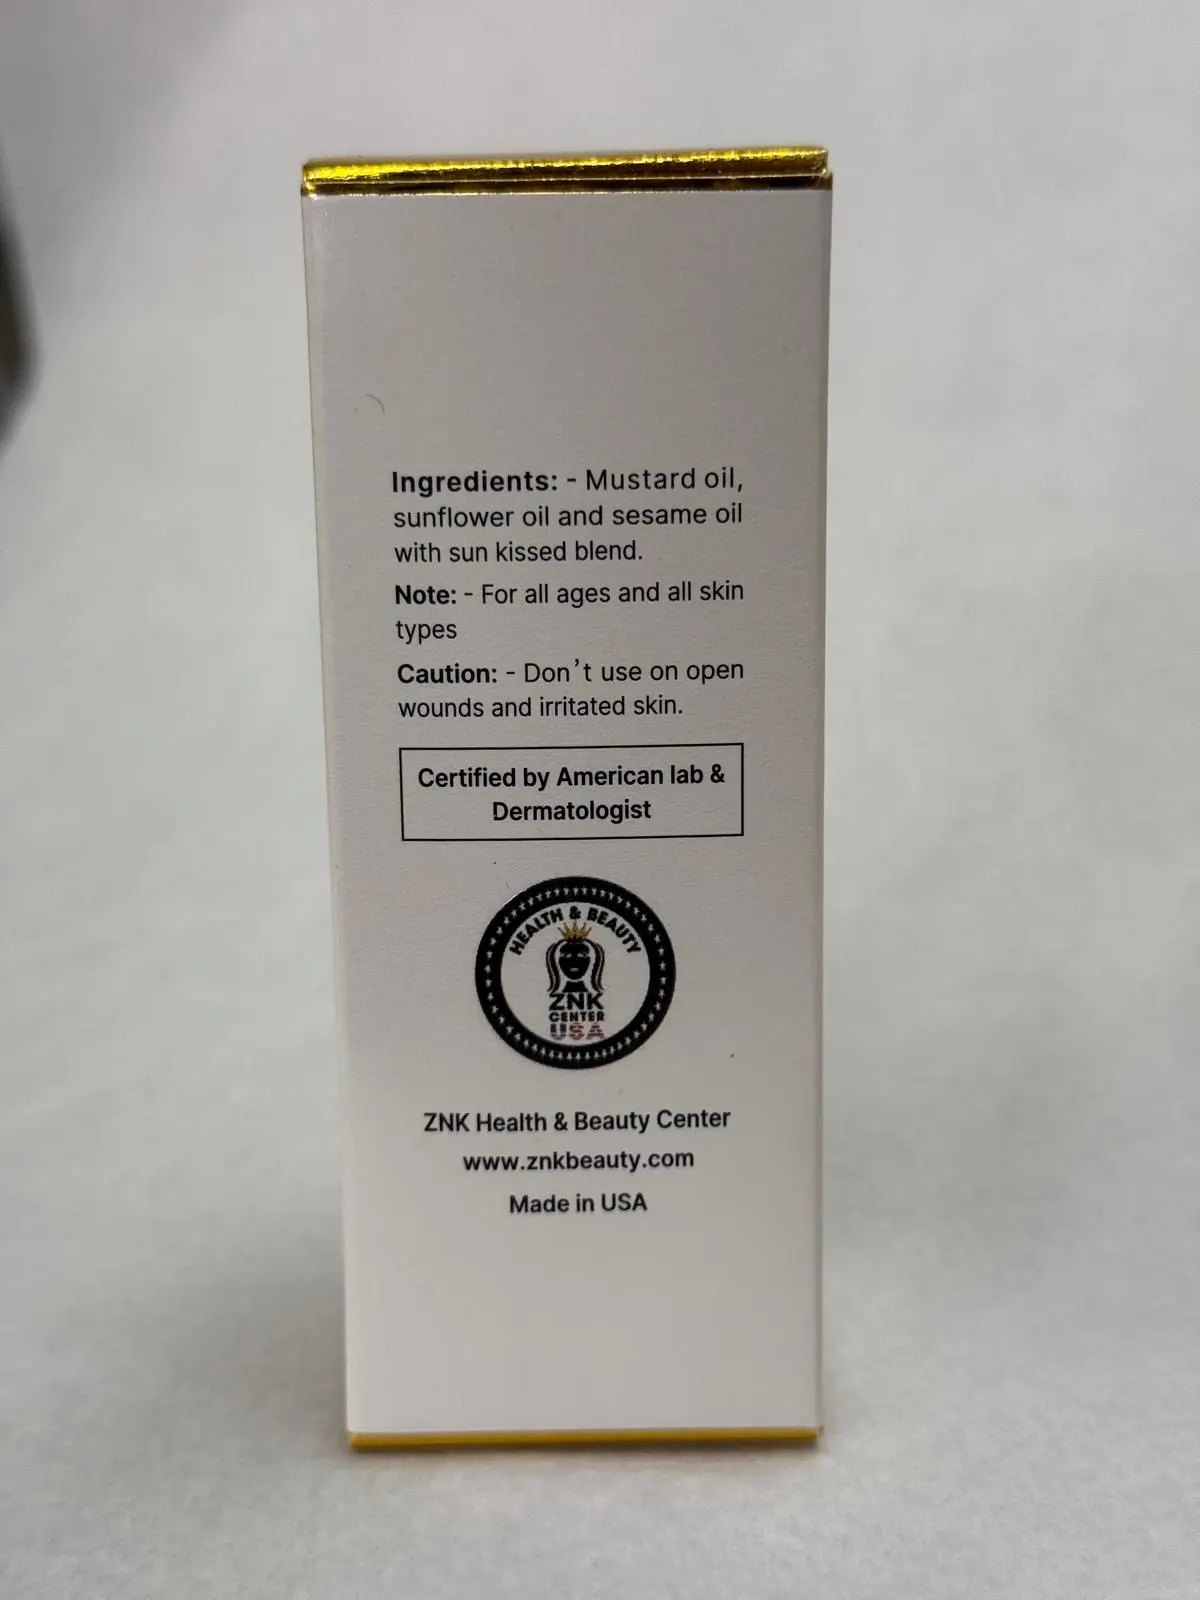 Ingredients: - Mustard oil,
sunflower oil and sesame oil
with sun kissed blend.
Note: - For all ages and all skin
types
Caution: - Don't use on open
wounds and irritated skin.
Certified by American lab &
Dermatologist
HEALTH & BEAUTY
ZNK
CENTER
USA
ZNK Health & Beauty Center
www.znkbeauty.com
Made in USA